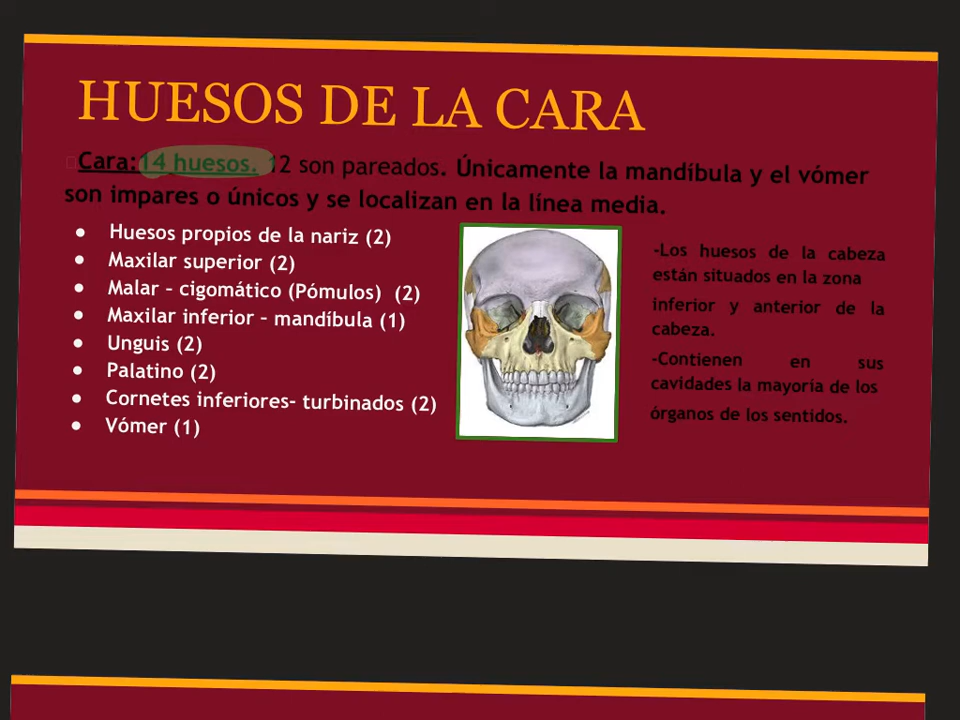 HUESOS DE LA CARA
Cara:14 huesos. 12 son pareados. Únicamente la mandíbula y el vómer
son impares o únicos y se localizan en la línea media.
● Huesos propios de la nariz (2)
● Maxilar superior (2)
● Malar – cigomático (Pómulos) (2)
● Maxilar inferior – mandíbula (1)
● Unguis (2)
● Palatino (2)
● Cornetes inferiores– turbinados (2)
● Vómer (1)
-Los huesos de la cabeza
están situados en la zona
inferior y anterior de la
cabeza.
-Contienen en sus
cavidades la mayoría de los
órganos de los sentidos.